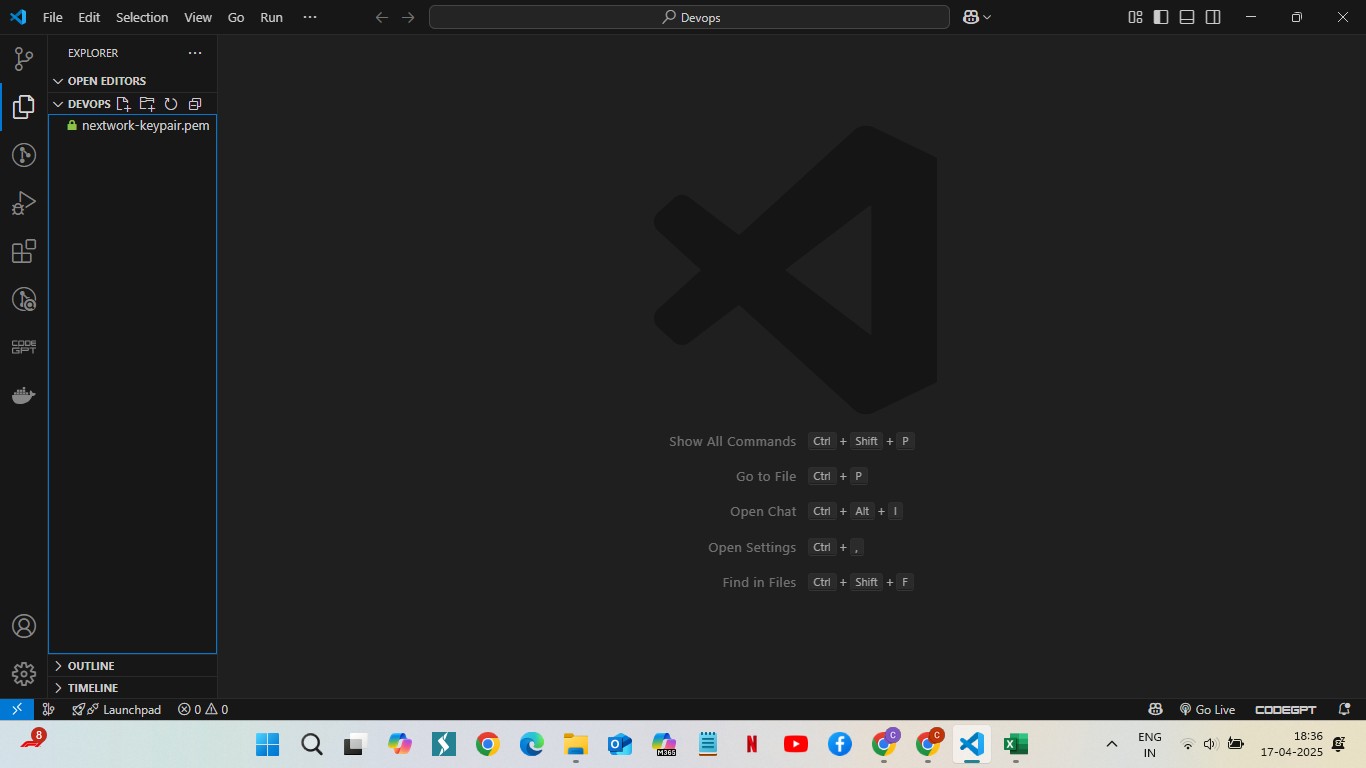 File Edit Selection View Go Run ···
Devops
EXPLORER ···
OPEN EDITORS
DEVOPS
nextwork-keypair.pem
CODE
GPT
Show All Commands Ctrl + Shift + P
Go to File Ctrl + P
Open Chat Ctrl + Alt + I
Open Settings Ctrl + ,
Find in Files Ctrl + Shift + F
OUTLINE
TIMELINE
Launchpad 0 0 Go Live CODEGPT
8
M365
N
C
C
ENG
IN
18:36
17-04-2025